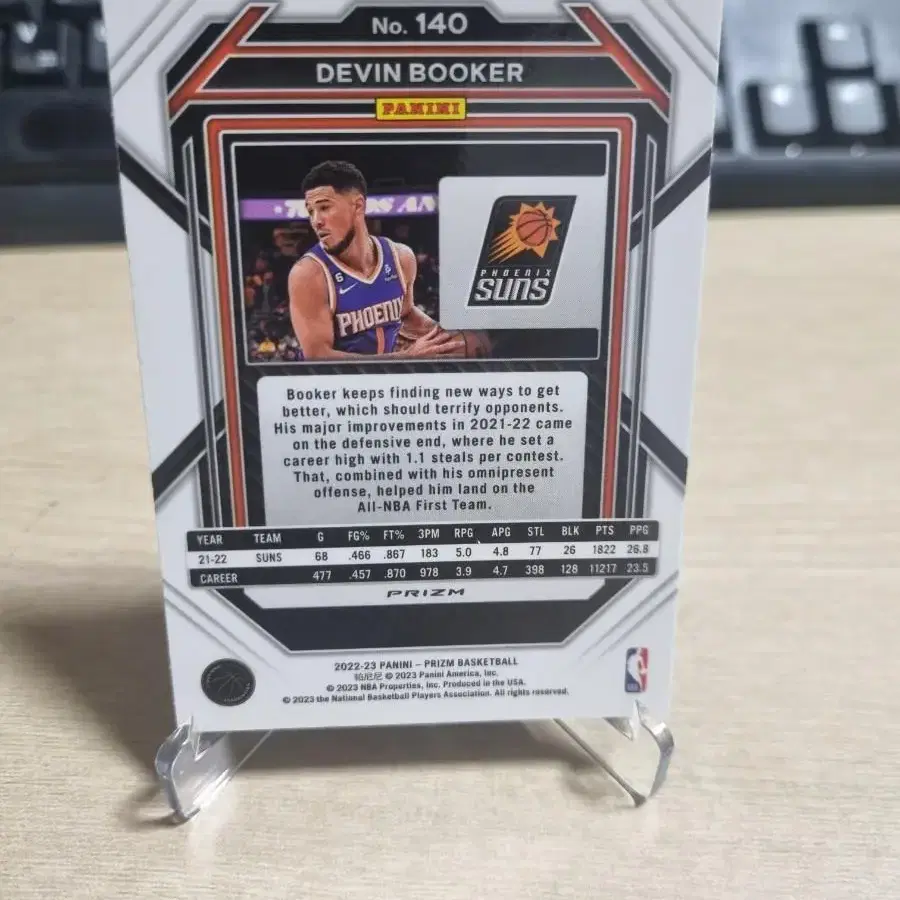 No. 140
DEVIN BOOKER
PANINI
6
PHOENIX
1
PHOENIX
SUNS
Booker keeps finding new ways to get
better, which should terrify opponents.
His major improvements in 2021-22 came
on the defensive end, where he set a
career high with 1.1 steals per contest.
That, combined with his omnipresent
offense, helped him land on the
All-NBA First Team.
YEAR TEAM G FG% FT% 3PM RPG APG STL BLK PTS PPG
21-22 SUNS 68 .466 .867 183 5.0 4.8 77 26 1822 26.8
CAREER 477 .457 .870 978 3.9 4.7 398 128 11217 23.5
PRIZM
2022-23 PANINI – PRIZM BASKETBALL
帕尼尼 © 2023 Panini America, Inc.
© 2023 NBA Properties, Inc. Produced in the USA.
© 2023 the National Basketball Players Association. All rights reserved.